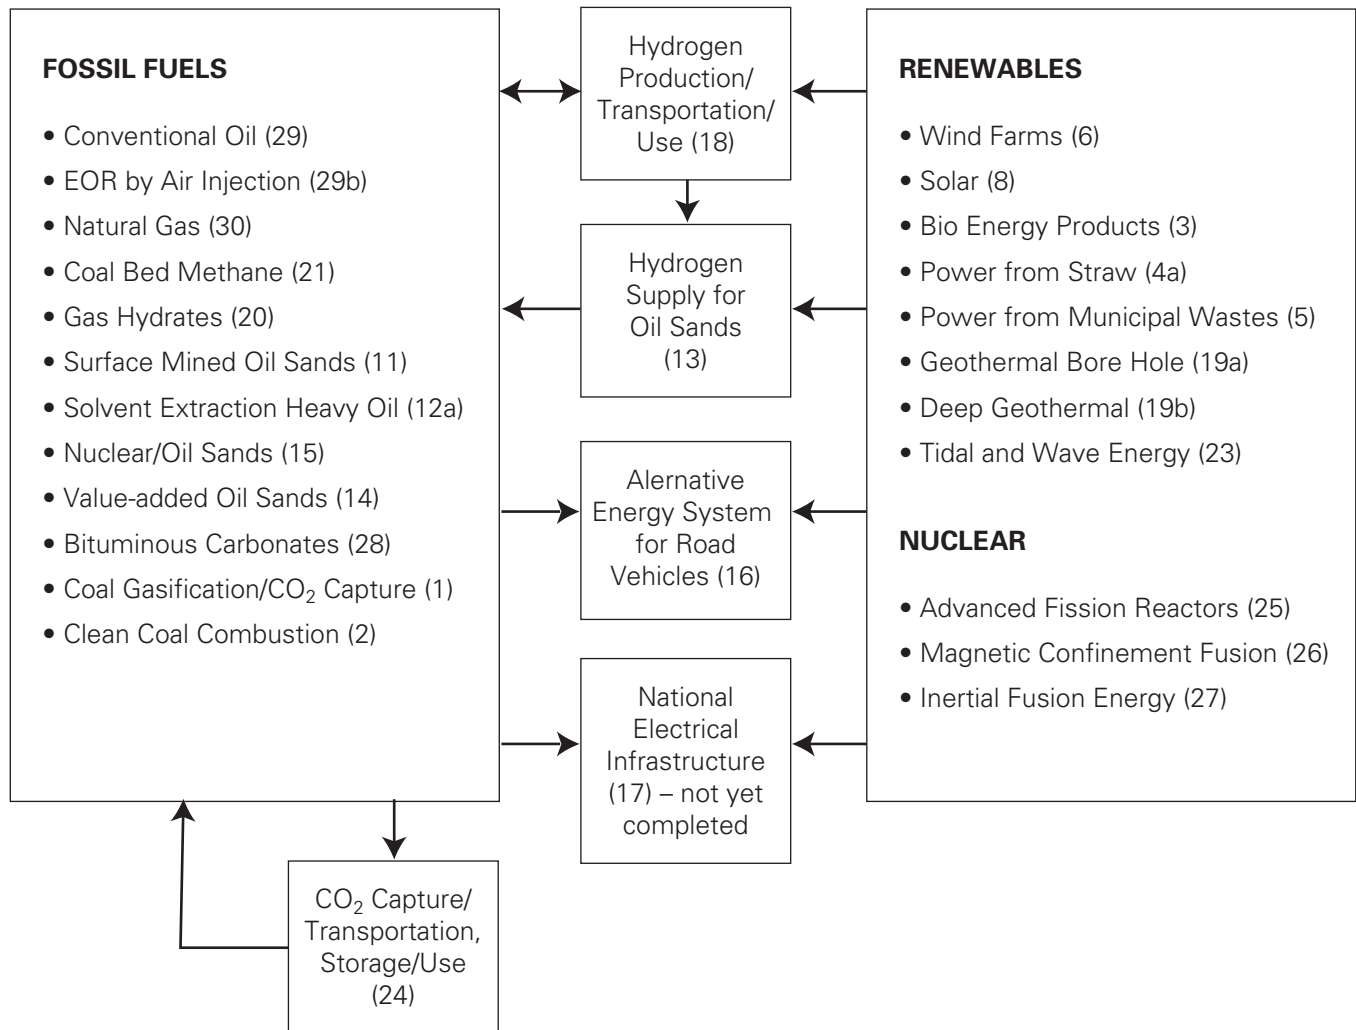 FOSSIL FUELS
• Conventional Oil (29)
• EOR by Air Injection (29b)
• Natural Gas (30)
• Coal Bed Methane (21)
• Gas Hydrates (20)
• Surface Mined Oil Sands (11)
• Solvent Extraction Heavy Oil (12a)
• Nuclear/Oil Sands (15)
• Value-added Oil Sands (14)
• Bituminous Carbonates (28)
• Coal Gasification/CO₂ Capture (1)
• Clean Coal Combustion (2)
Hydrogen
Production/
Transportation/
Use (18)
Hydrogen
Supply for
Oil Sands
(13)
Alernative
Energy System
for Road
Vehicles (16)
National
Electrical
Infrastructure
(17) – not yet
completed
RENEWABLES
• Wind Farms (6)
• Solar (8)
• Bio Energy Products (3)
• Power from Straw (4a)
• Power from Municipal Wastes (5)
• Geothermal Bore Hole (19a)
• Deep Geothermal (19b)
• Tidal and Wave Energy (23)
NUCLEAR
• Advanced Fission Reactors (25)
• Magnetic Confinement Fusion (26)
• Inertial Fusion Energy (27)
CO₂ Capture/
Transportation,
Storage/Use
(24)